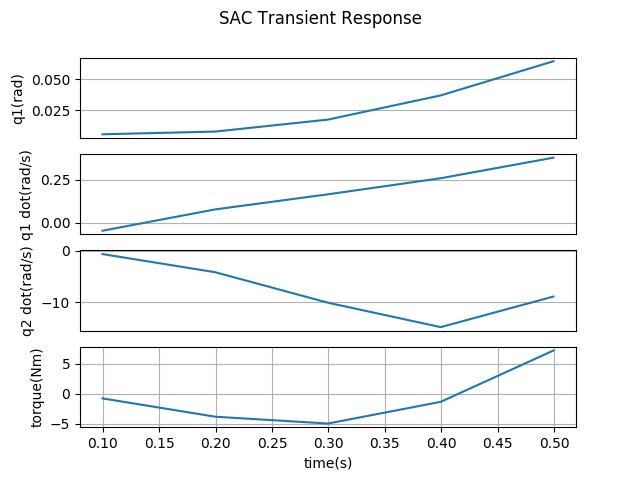 SAC Transient Response
q1(rad)
0.050
0.025
q1 dot(rad/s)
0.25
0.00
q2 dot(rad/s)
0
−10
torque(Nm)
5
0
−5
0.10 0.15 0.20 0.25 0.30 0.35 0.40 0.45 0.50
time(s)